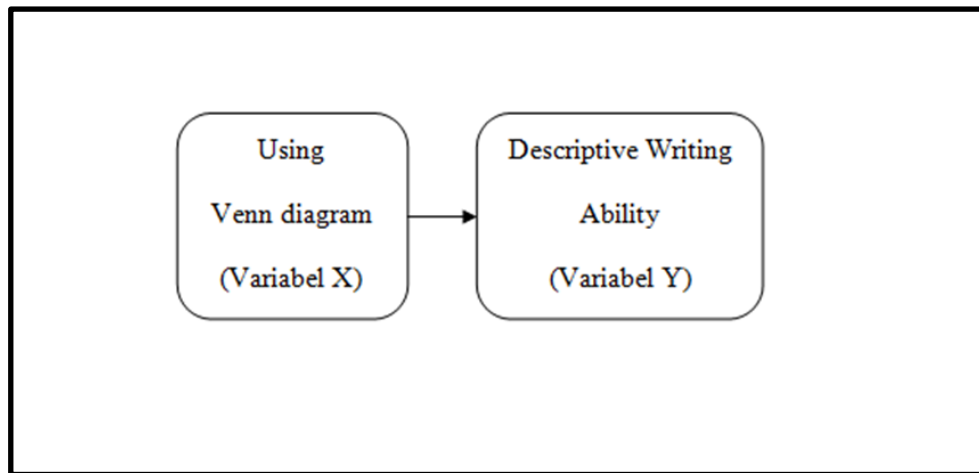 Using
Venn diagram
(Variabel X)
Descriptive Writing
Ability
(Variabel Y)